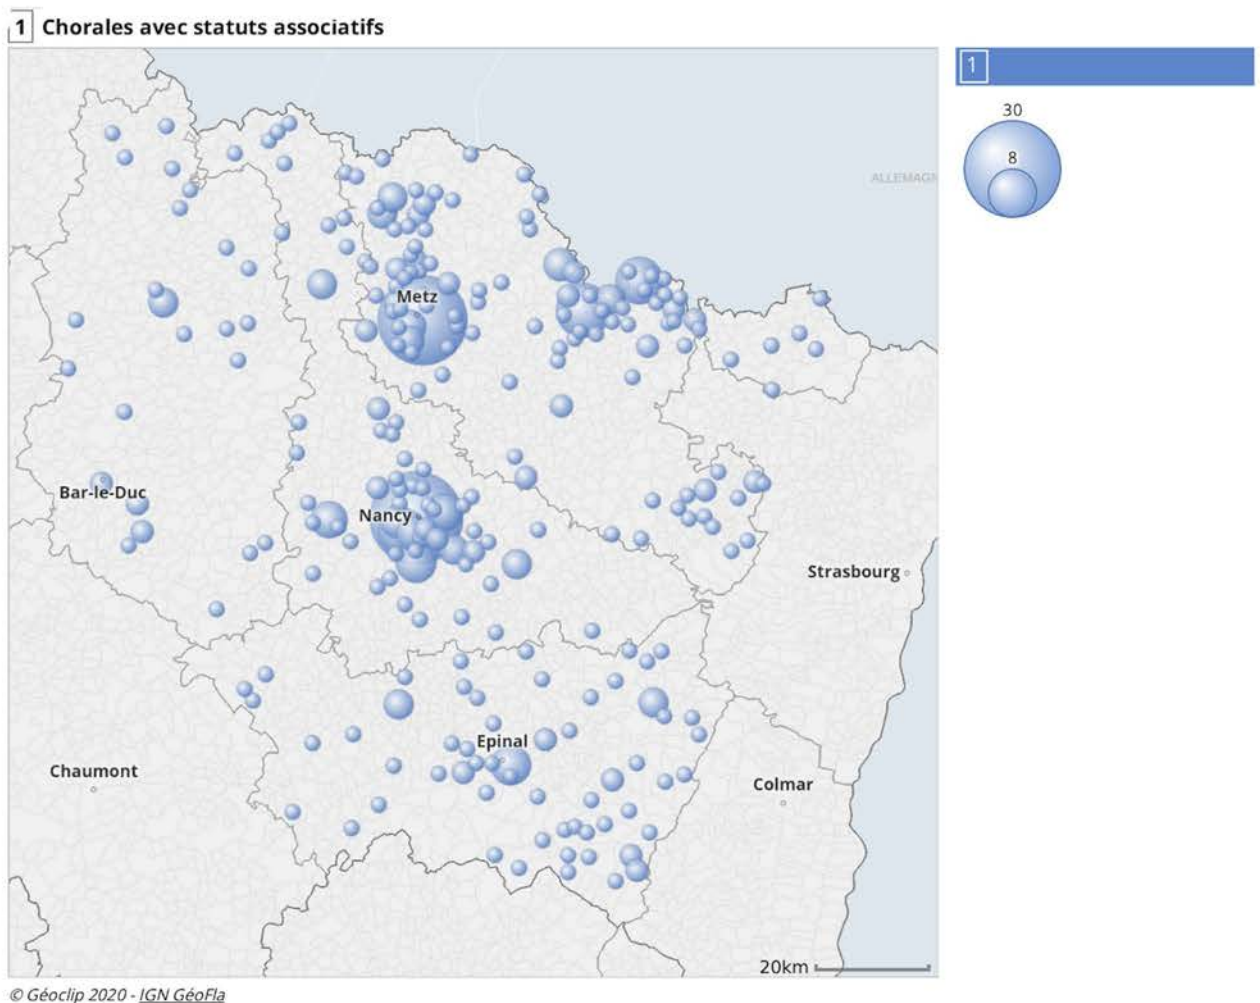 1 Chorales avec statuts associatifs
1
30
8
ALLEMAGN
Metz
Bar-le-Duc
Nancy
Strasbourg
Epinal
Chaumont
Colmar
20km
© Géoclip 2020 - IGN GéoFla